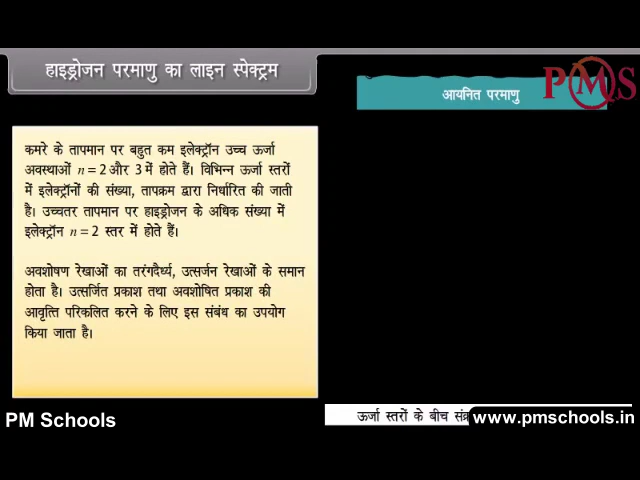 हाइड्रोजन परमाणु का लाइन स्पेक्ट्रम
PMS
आयनित परमाणु
कमरे के तापमान पर बहुत कम इलेक्ट्रॉन उच्च ऊर्जा
अवस्थाओं n = 2 और 3 में होते हैं। विभिन्न ऊर्जा स्तरों
में इलेक्ट्रॉनों की संख्या, तापक्रम द्वारा निर्धारित की जाती
है। उच्चतर तापमान पर हाइड्रोजन के अधिक संख्या में
इलेक्ट्रॉन n = 2 स्तर में होते हैं।
अवशोषण रेखाओं का तरंगदैर्ध्य, उत्सर्जन रेखाओं के समान
होता है। उत्सर्जित प्रकाश तथा अवशोषित प्रकाश की
आवृत्ति परिकलित करने के लिए इस संबंध का उपयोग
किया जाता है।
ऊर्जा स्तरों के बीच
PM Schools
www.pmschools.in